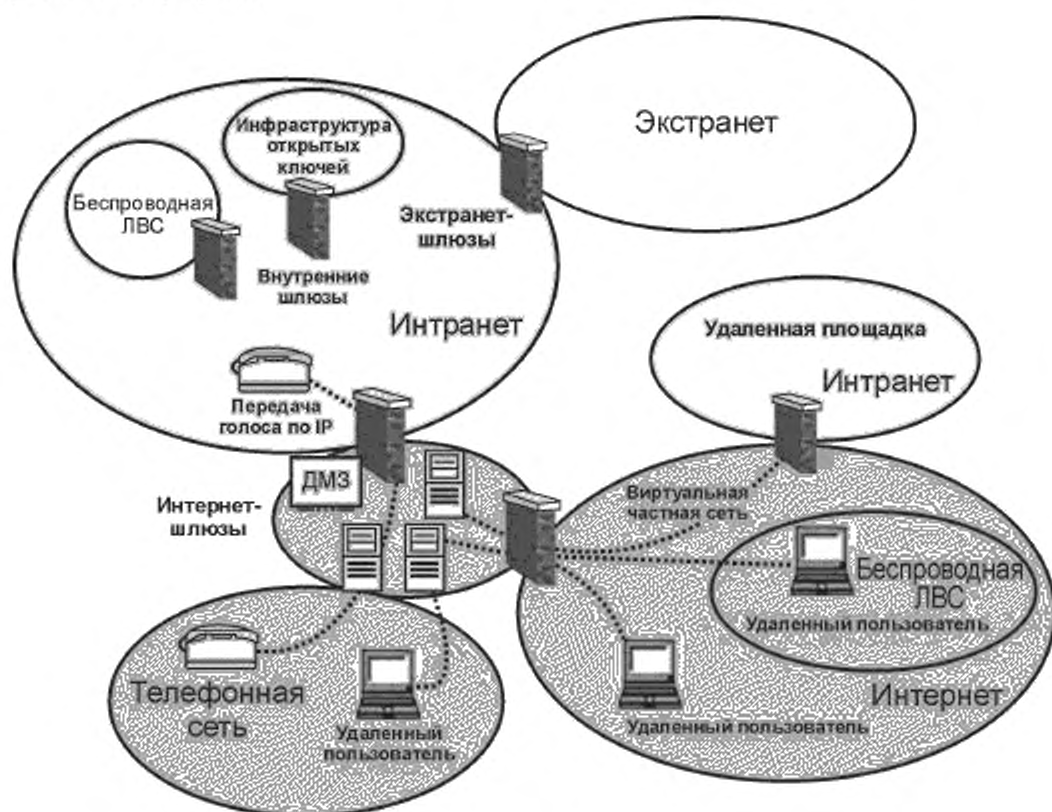 Экстранет
Инфраструктура
открытых
ключей
Беспроводная
ЛВС
Экстранет-
шлюзы
Внутренние
шлюзы
Интранет
Удаленная площадка
Интранет
Передача
голоса по IP
ДМЗ
Интернет-
шлюзы
Виртуальная
частная сеть
Беспроводная
ЛВС
Удаленный пользователь
Интернет
Удаленный пользователь
Телефонная
сеть
Удаленный
пользователь